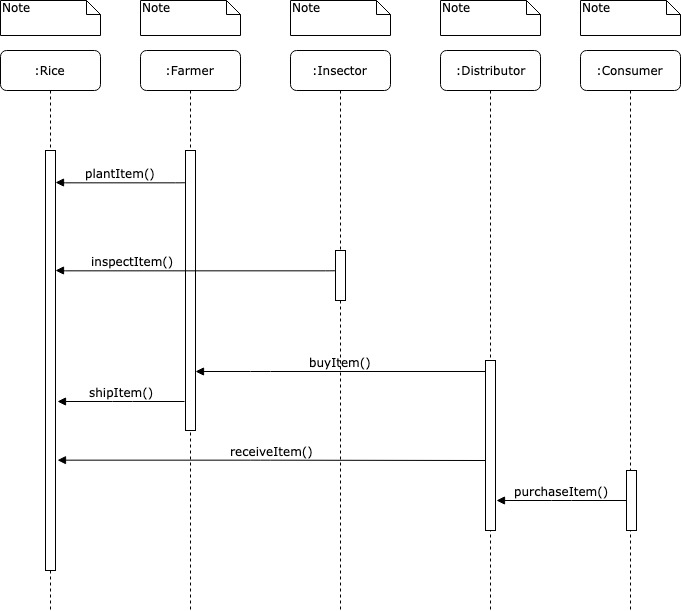 Note
Note
Note
Note
Note
:Rice
:Farmer
:Insector
:Distributor
:Consumer
plantItem()
inspectItem()
buyItem()
shipItem()
receiveItem()
purchaseItem()